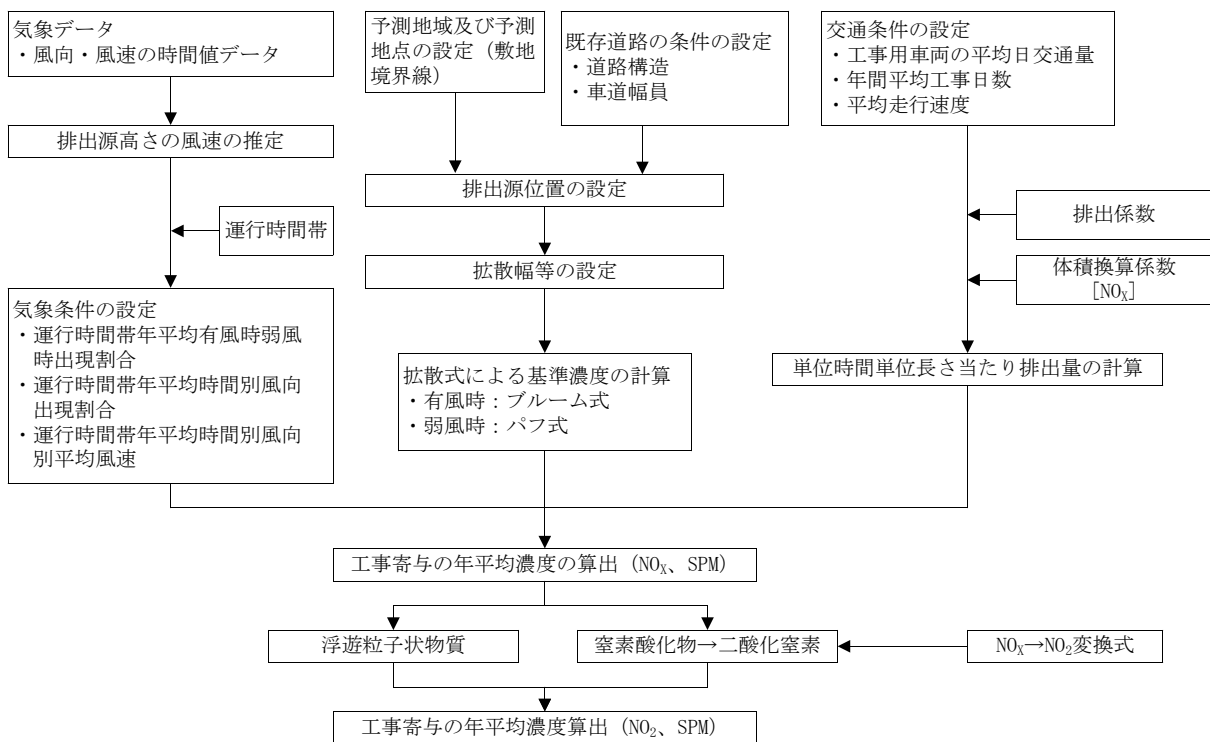 気象データ
・風向・風速の時間値データ
排出源高さの風速の推定
運行時間帯
気象条件の設定
・運行時間帯年平均有風時弱風
時出現割合
・運行時間帯年平均時間別風向
出現割合
・運行時間帯年平均時間別風向
別平均風速
予測地域及び予測
地点の設定（敷地
境界線）
既存道路の条件の設定
・道路構造
・車道幅員
排出源位置の設定
拡散幅等の設定
拡散式による基準濃度の計算
・有風時：プルーム式
・弱風時：パフ式
交通条件の設定
・工事用車両の平均日交通量
・年間平均工事日数
・平均走行速度
排出係数
体積換算係数
[NOX]
単位時間単位長さ当たり排出量の計算
工事寄与の年平均濃度の算出（NOX、SPM）
浮遊粒子状物質
窒素酸化物→二酸化窒素
NOX→NO2変換式
工事寄与の年平均濃度算出（NO2、SPM）